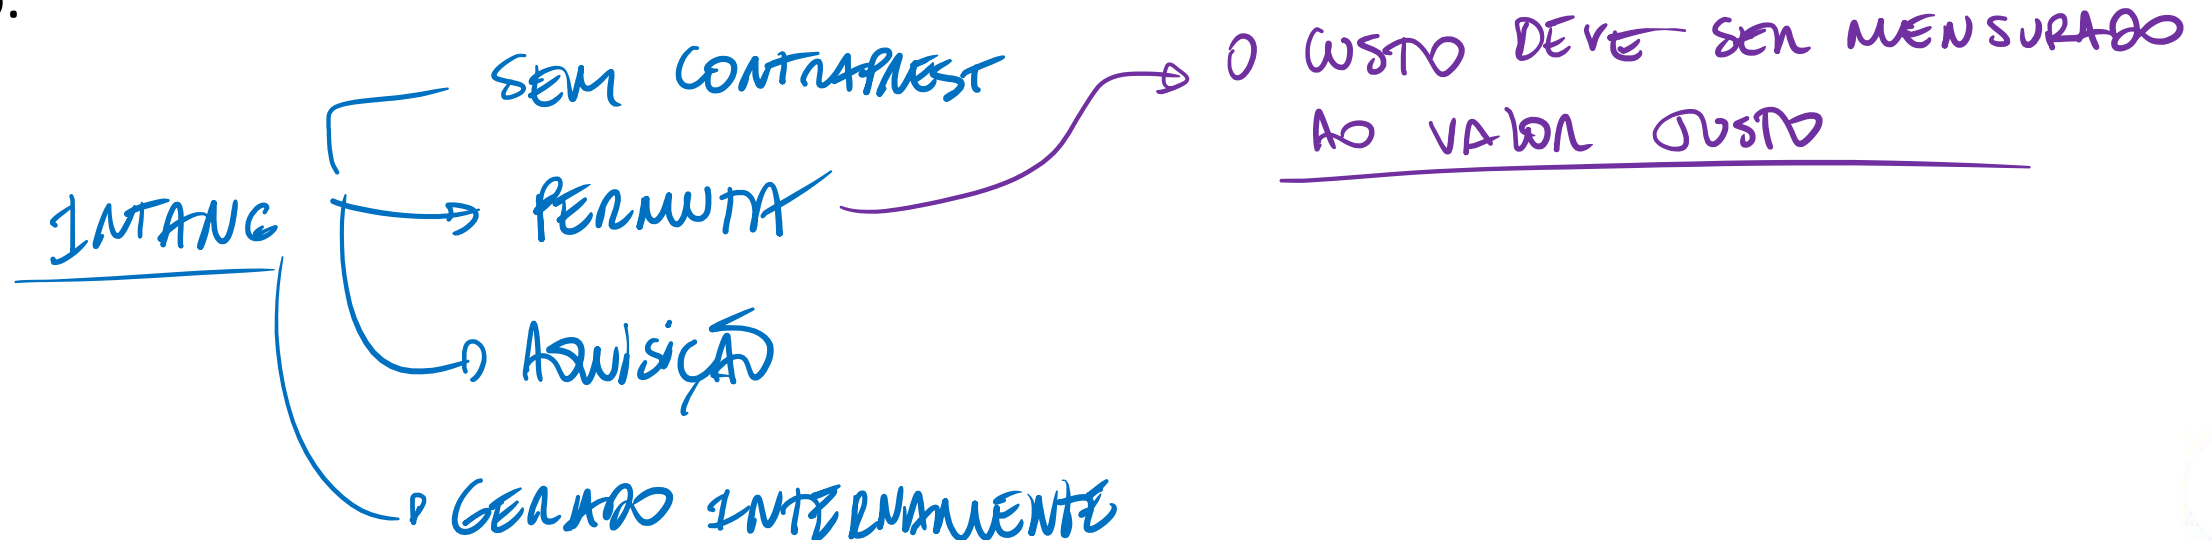 SEM CONTRAPREST
O CUSTO DEVE SER MENSURADO
AO VALOR JUSTO
PERMUTA
INTANG
AQUISIÇÃO
GERADO INTERNAMENTE